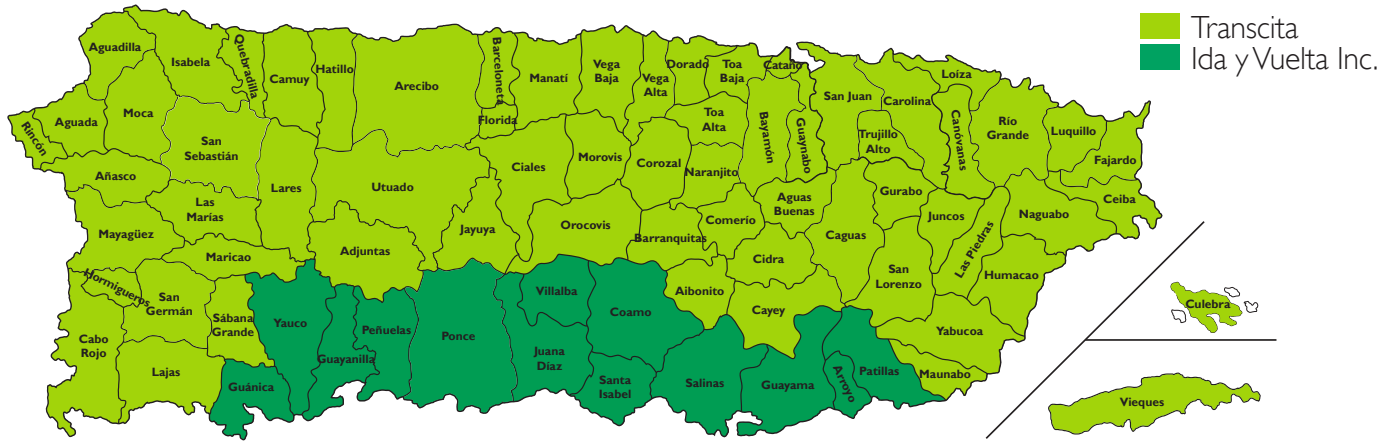 Transcita
Ida y Vuelta Inc.
Aguadilla
Isabela
Quebradilla
Camuy
Hatillo
Arecibo
Barceloneta
Manatí
Vega
Baja
Vega
Alta
Dorado
Toa
Baja
Cataño
San Juan
Carolina
Loíza
Rincón
Aguada
Moca
San
Sebastián
Florida
Ciales
Morovis
Corozal
Toa
Alta
Naranjito
Bayamón
Guaynabo
Trujillo
Alto
Canóvanas
Río
Grande
Luquillo
Fajardo
Ceiba
Añasco
Las
Marías
Lares
Utuado
Jayuya
Orocovis
Barranquitas
Comerío
Aguas
Buenas
Caguas
Gurabo
Juncos
Las Piedras
Naguabo
Humacao
Mayagüez
Maricao
Adjuntas
Cidra
San
Lorenzo
Hormigueros
San
Germán
Sábana
Grande
Aibonito
Cayey
Yabucoa
Maunabo
Cabo
Rojo
Lajas
Guánica
Yauco
Guayanilla
Peñuelas
Ponce
Villalba
Juana
Díaz
Coamo
Santa
Isabel
Salinas
Guayama
Arroyo
Patillas
Culebra
Vieques